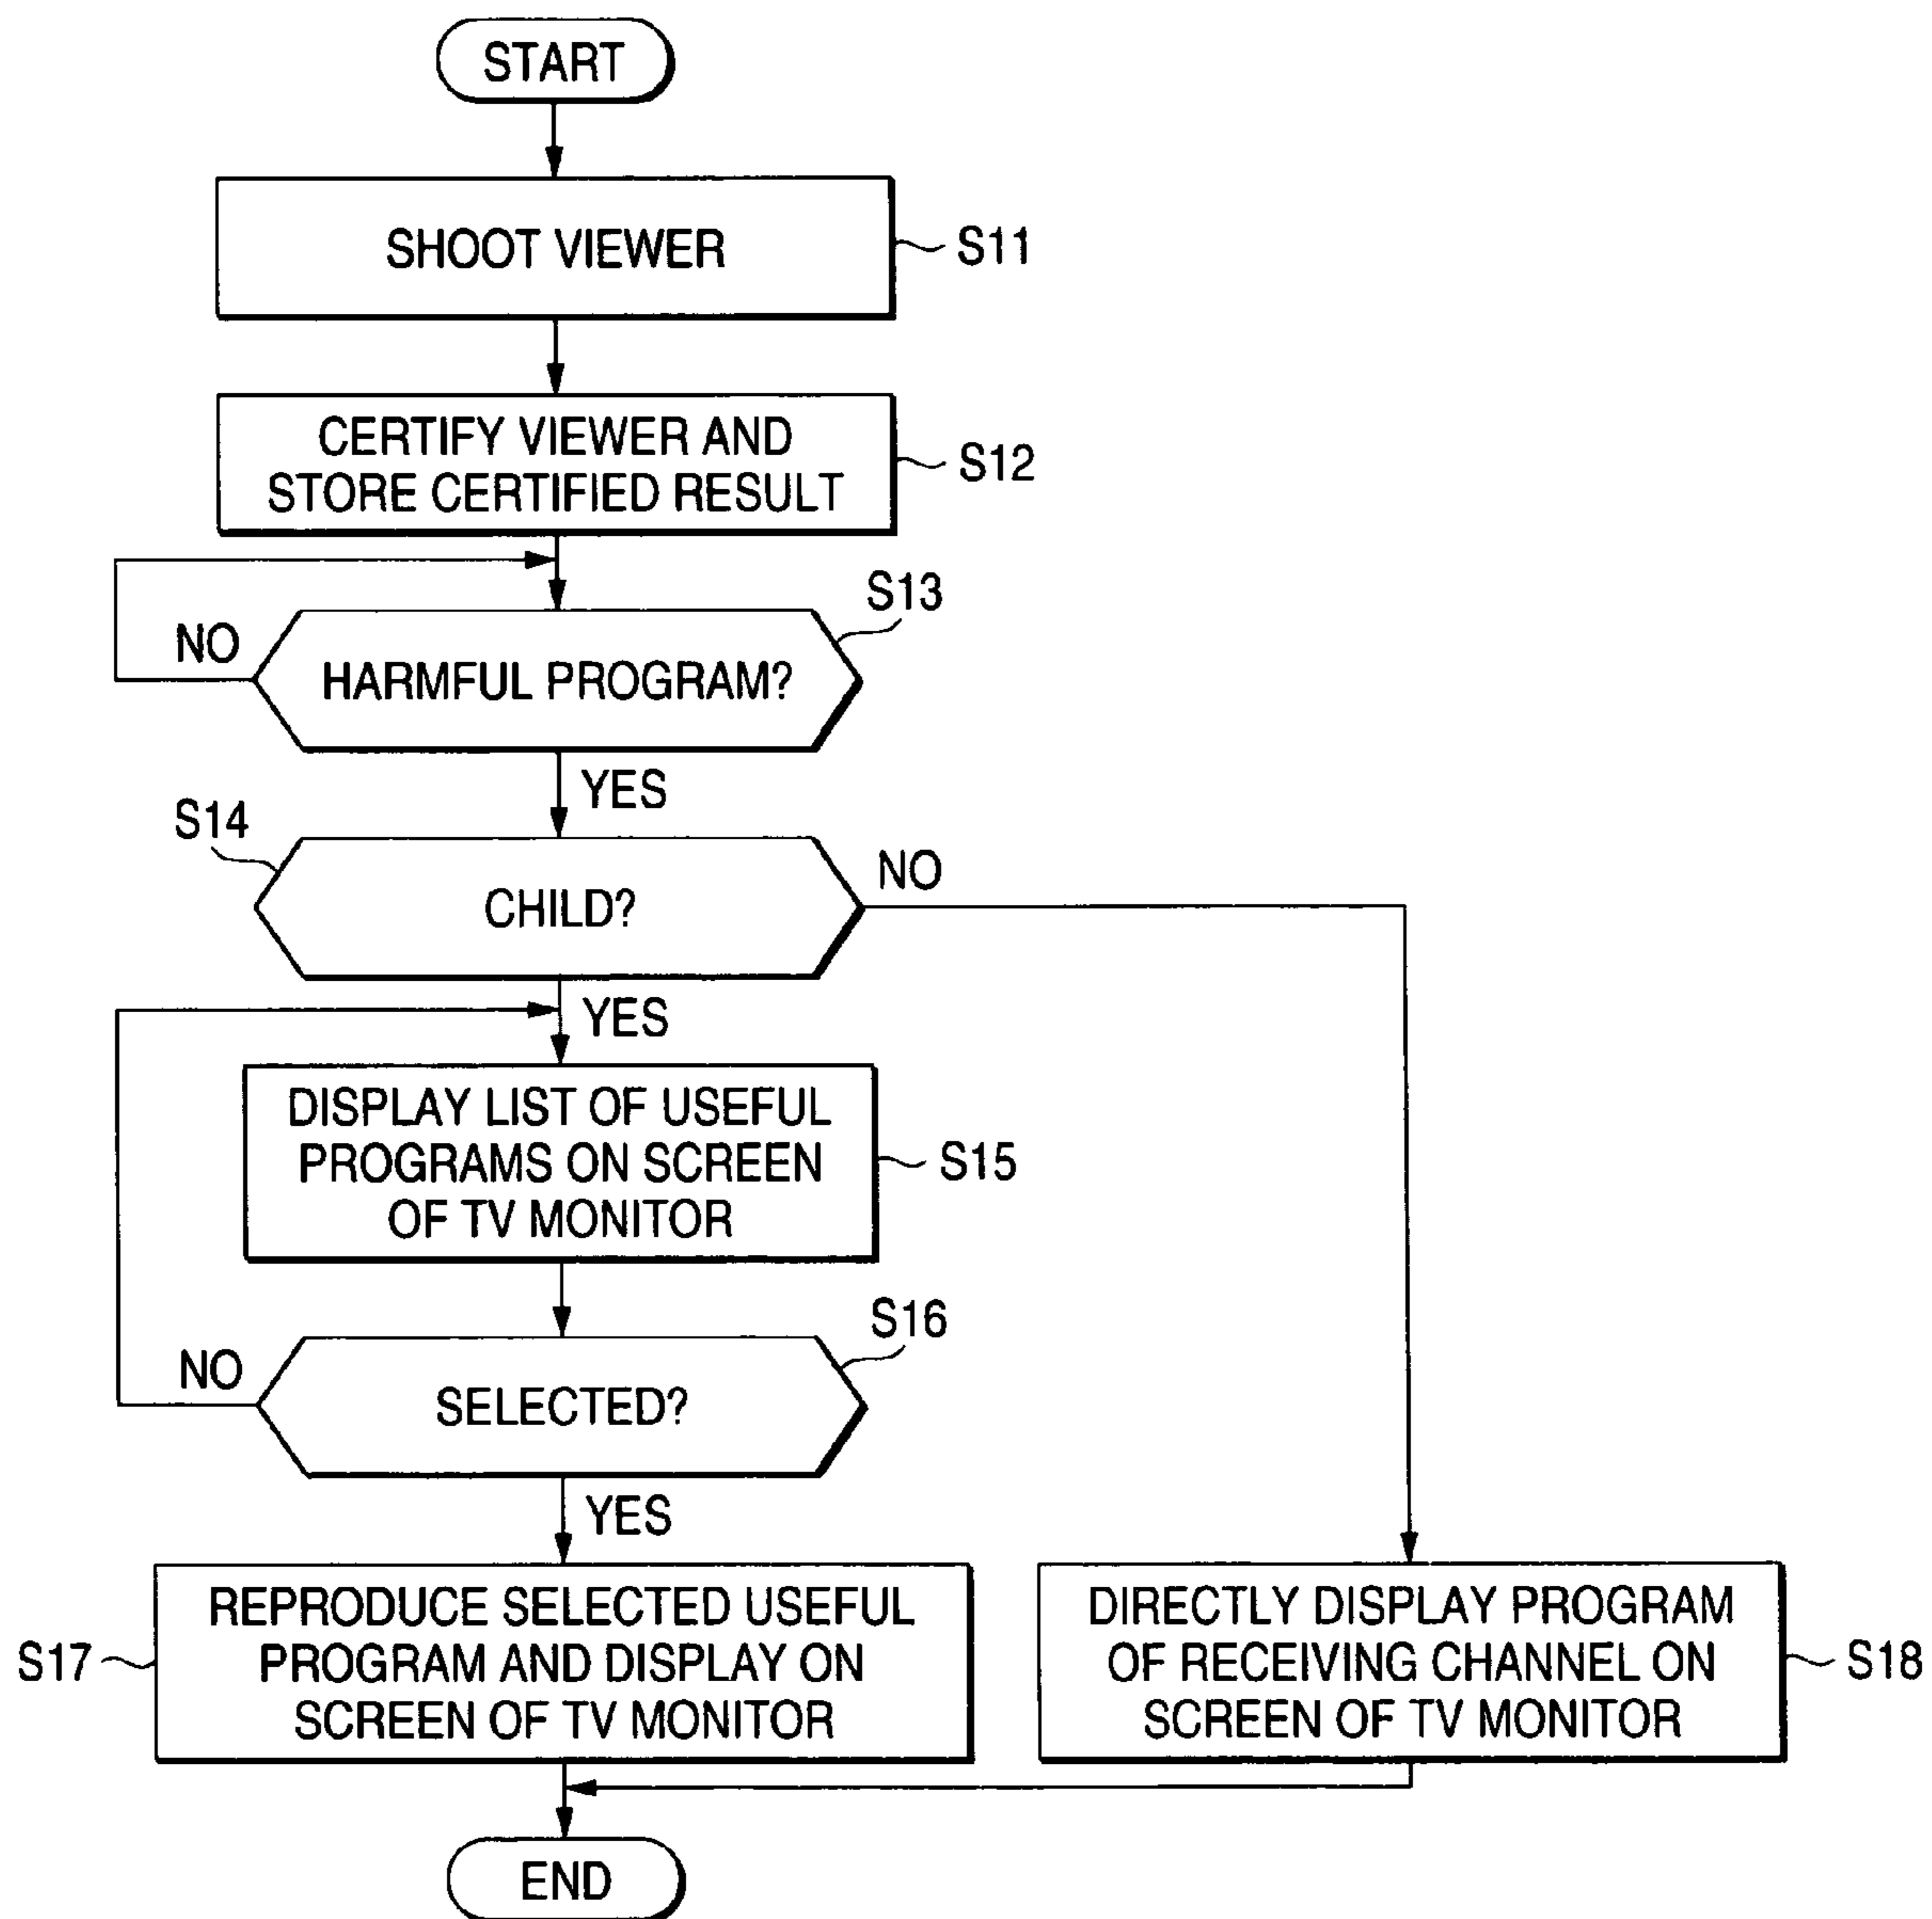 START
SHOOT VIEWER
S11
CERTIFY VIEWER AND
STORE CERTIFIED RESULT
S12
S13
NO
HARMFUL PROGRAM?
YES
S14
NO
CHILD?
YES
DISPLAY LIST OF USEFUL
PROGRAMS ON SCREEN
OF TV MONITOR
S15
S16
NO
SELECTED?
YES
S17
REPRODUCE SELECTED USEFUL
PROGRAM AND DISPLAY ON
SCREEN OF TV MONITOR
DIRECTLY DISPLAY PROGRAM
OF RECEIVING CHANNEL ON
SCREEN OF TV MONITOR
S18
END